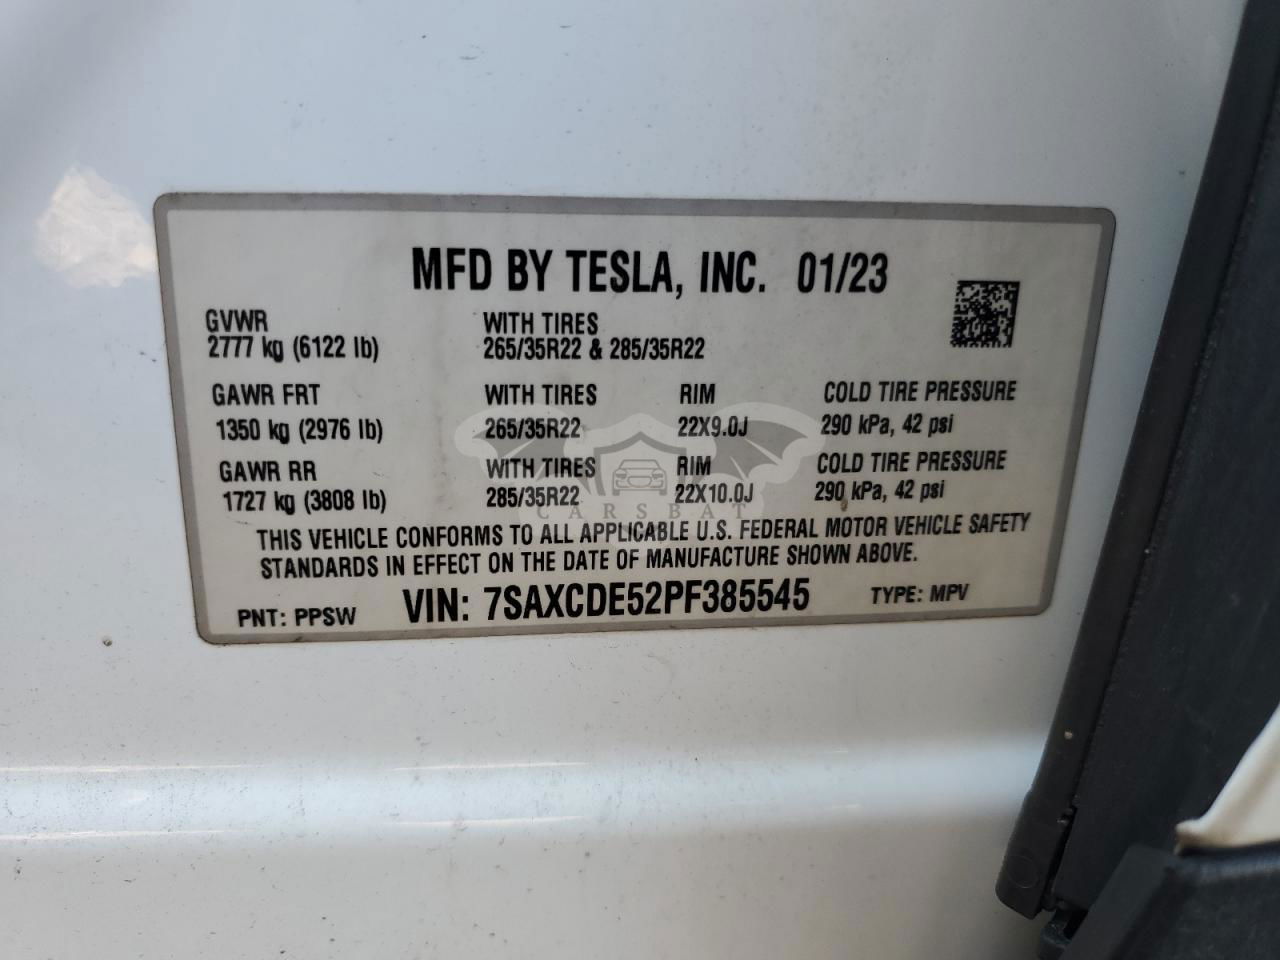 MFD BY TESLA, INC. 01/23
GVWR WITH TIRES
2777 kg (6122 lb) 265/35R22 & 285/35R22
GAWR FRT WITH TIRES RIM COLD TIRE PRESSURE
1350 kg (2976 lb) 265/35R22 22X9.0J 290 kPa, 42 psi
GAWR RR WITH TIRES RIM COLD TIRE PRESSURE
1727 kg (3808 lb) 285/35R22 22X10.0J 290 kPa, 42 psi
CARSBAT
THIS VEHICLE CONFORMS TO ALL APPLICABLE U.S. FEDERAL MOTOR VEHICLE SAFETY
STANDARDS IN EFFECT ON THE DATE OF MANUFACTURE SHOWN ABOVE.
PNT: PPSW VIN: 7SAXCDE52PF385545 TYPE: MPV